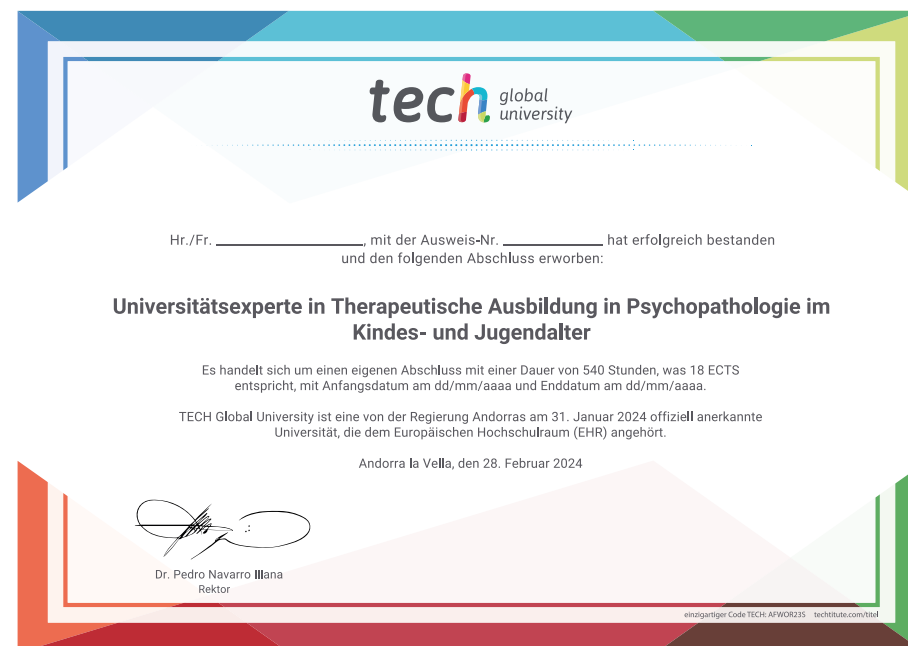 tech global university
Hr./Fr. ______________________, mit der Ausweis-Nr. _______________ hat erfolgreich bestanden
und den folgenden Abschluss erworben:
Universitätsexperte in Therapeutische Ausbildung in Psychopathologie im
Kindes- und Jugendalter
Es handelt sich um einen eigenen Abschluss mit einer Dauer von 540 Stunden, was 18 ECTS
entspricht, mit Anfangsdatum am dd/mm/aaaa und Enddatum am dd/mm/aaaa.
TECH Global University ist eine von der Regierung Andorras am 31. Januar 2024 offiziell anerkannte
Universität, die dem Europäischen Hochschulraum (EHR) angehört.
Andorra la Vella, den 28. Februar 2024
Dr. Pedro Navarro Illana
Rektor
einzigartiger Code TECH: AFWOR23S techtitute.com/titel